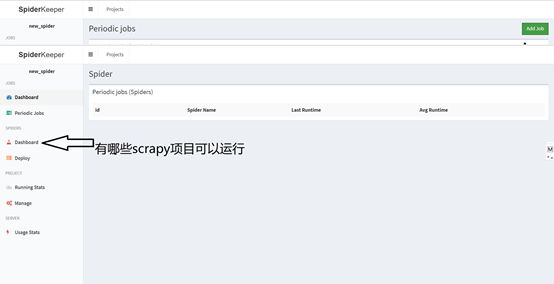 SpiderKeeper
Projects
new_spider
JOBS
Periodic jobs
Add Job
SpiderKeeper
Projects
new_spider
JOBS
Dashboard
Periodic Jobs
SPIDERS
Dashboard
Deploy
PROJECT
Running Stats
Manage
SERVER
Usage Stats
Spider
Periodic jobs (Spiders)
Id Spider Name Last Runtime Avg Runtime
有哪些scrapy项目可以运行
M